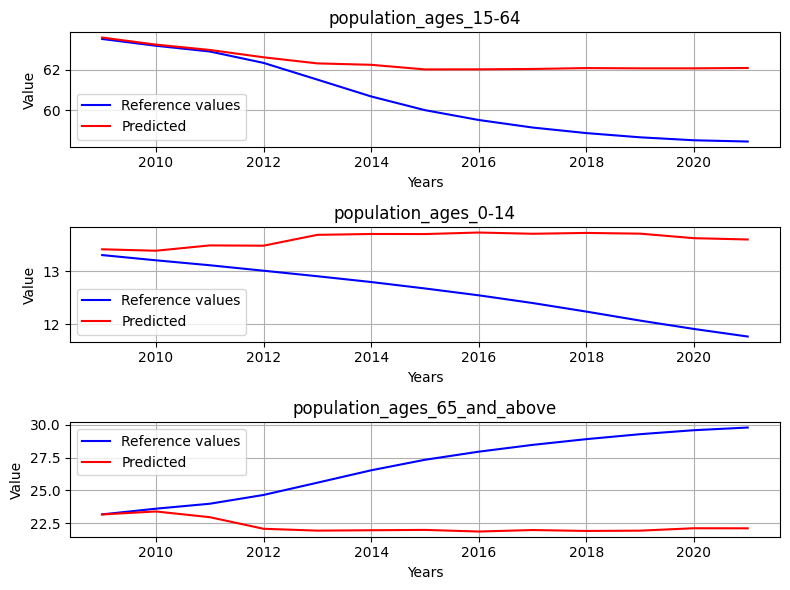 population_ages_15-64
Value
62
60
Reference values
Predicted
2010 2012 2014 2016 2018 2020
Years
population_ages_0-14
Value
13
12
Reference values
Predicted
2010 2012 2014 2016 2018 2020
Years
population_ages_65_and_above
Value
30.0
27.5
25.0
22.5
Reference values
Predicted
2010 2012 2014 2016 2018 2020
Years